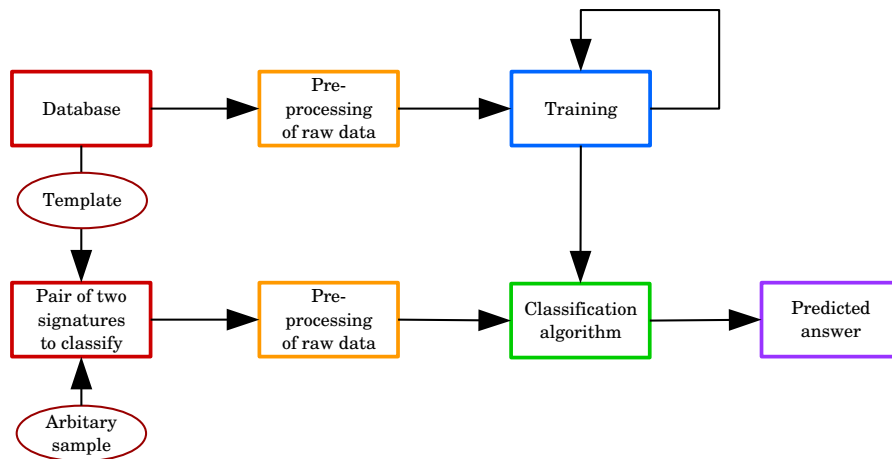 Database
Pre-
processing
of raw data
Training
Template
Pair of two
signatures
to classify
Pre-
processing
of raw data
Classification
algorithm
Predicted
answer
Arbitary
sample